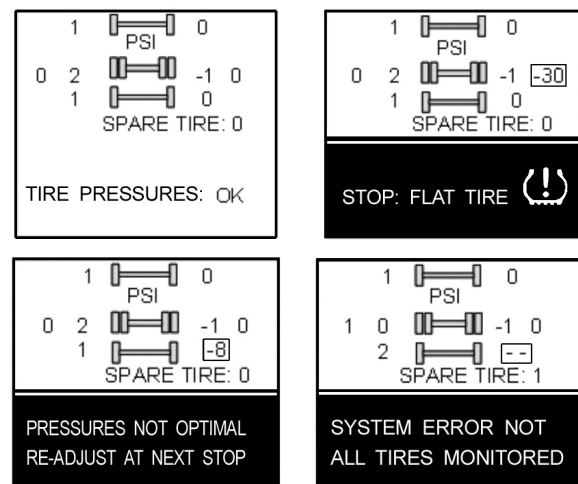 1 0
PSI
0 2 -1 0
1 0
SPARE TIRE: 0
TIRE PRESSURES: OK
1 0
PSI
0 2 -1 -30
1 0
SPARE TIRE: 0
STOP: FLAT TIRE (!)
1 0
PSI
0 2 -1 0
1 -8
SPARE TIRE: 0
PRESSURES NOT OPTIMAL
RE-ADJUST AT NEXT STOP
1 0
PSI
1 0 -1 0
2 --
SPARE TIRE: 1
SYSTEM ERROR NOT
ALL TIRES MONITORED